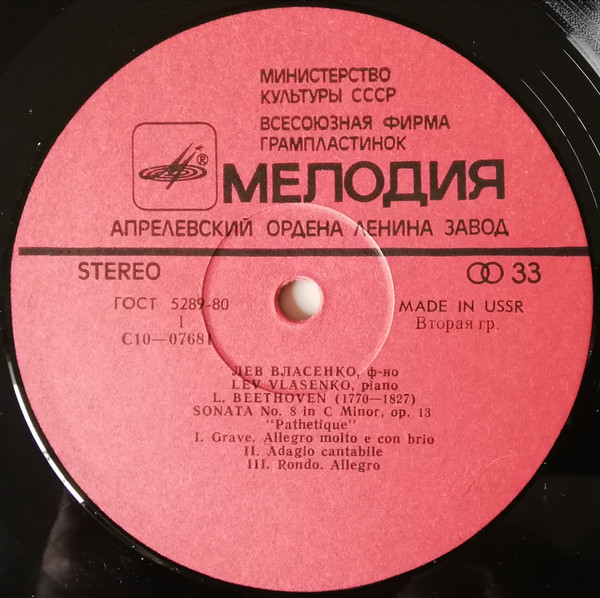 МИНИСТЕРСТВО
КУЛЬТУРЫ СССР
ВСЕСОЮЗНАЯ ФИРМА
ГРАМПЛАСТИНОК
®
МЕЛОДИЯ
АПРЕЛЕВСКИЙ ОРДЕНА ЛЕНИНА ЗАВОД
STEREO
33
ГОСТ 5289-80
MADE IN USSR
1
Вторая гр.
С10—07681
ЛЕВ ВЛАСЕНКО, ф-но
LEV VLASENKO, piano
L. BEETHOVEN (1770—1827)
SONATA No. 8 in C Minor, op. 13
"Pathetique"
I. Grave. Allegro molto e con brio
II. Adagio cantabile
III. Rondo. Allegro